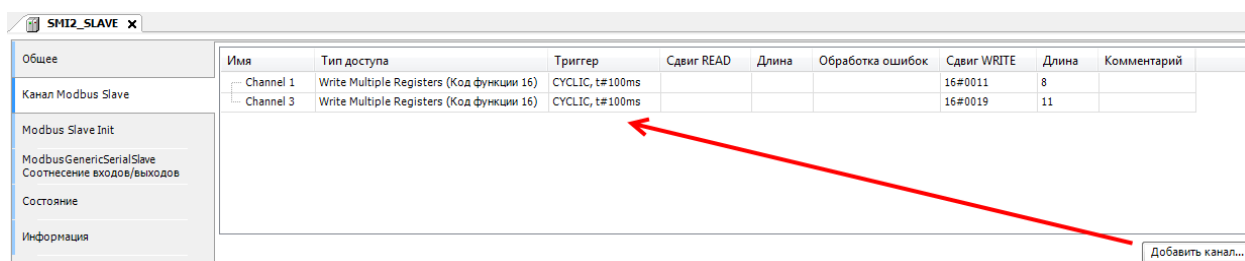 SMI2_SLAVE X
Общее
Канал Modbus Slave
Modbus Slave Init
ModbusGenericSerialSlave
Соотнесение входов/выходов
Состояние
Информация
Имя Тип доступа Триггер Сдвиг READ Длина Обработка ошибок Сдвиг WRITE Длина Комментарий
Channel 1 Write Multiple Registers (Код функции 16) CYCLIC, t#100ms 16#0011 8
Channel 3 Write Multiple Registers (Код функции 16) CYCLIC, t#100ms 16#0019 11
Добавить канал...